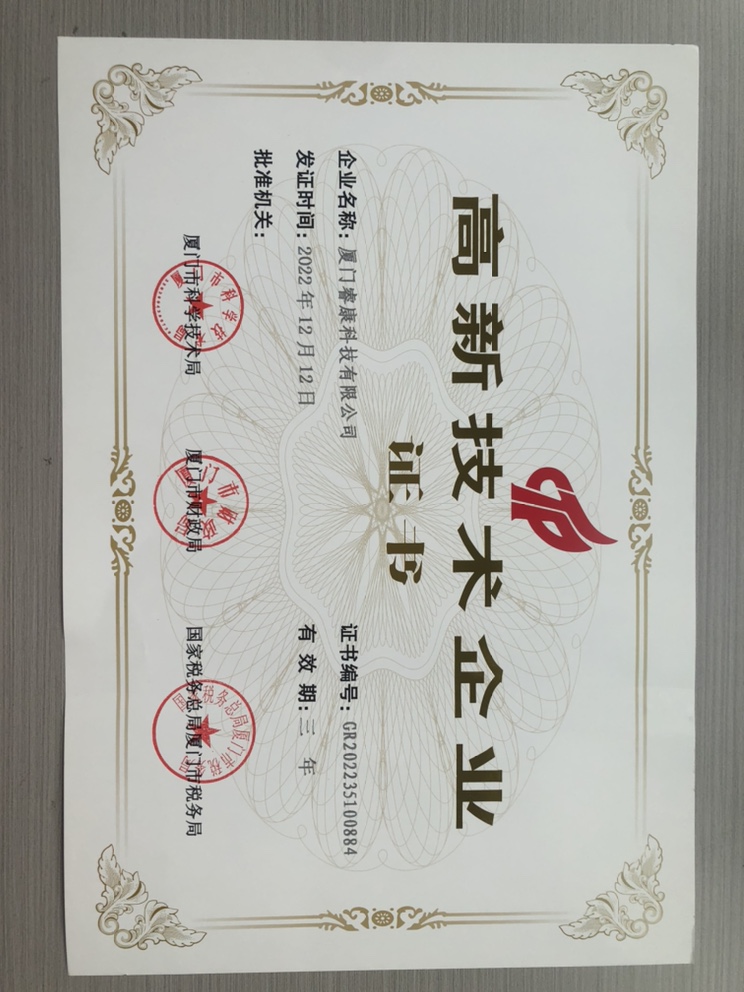 高新技术企业
证书
企业名称：厦门睿康科技有限公司
证书编号：GR202235100884
发证时间：2022年12月12日
有效期：三年
批准机关：
厦门市科学技术局
厦门市财政局
国家税务总局厦门市税务局